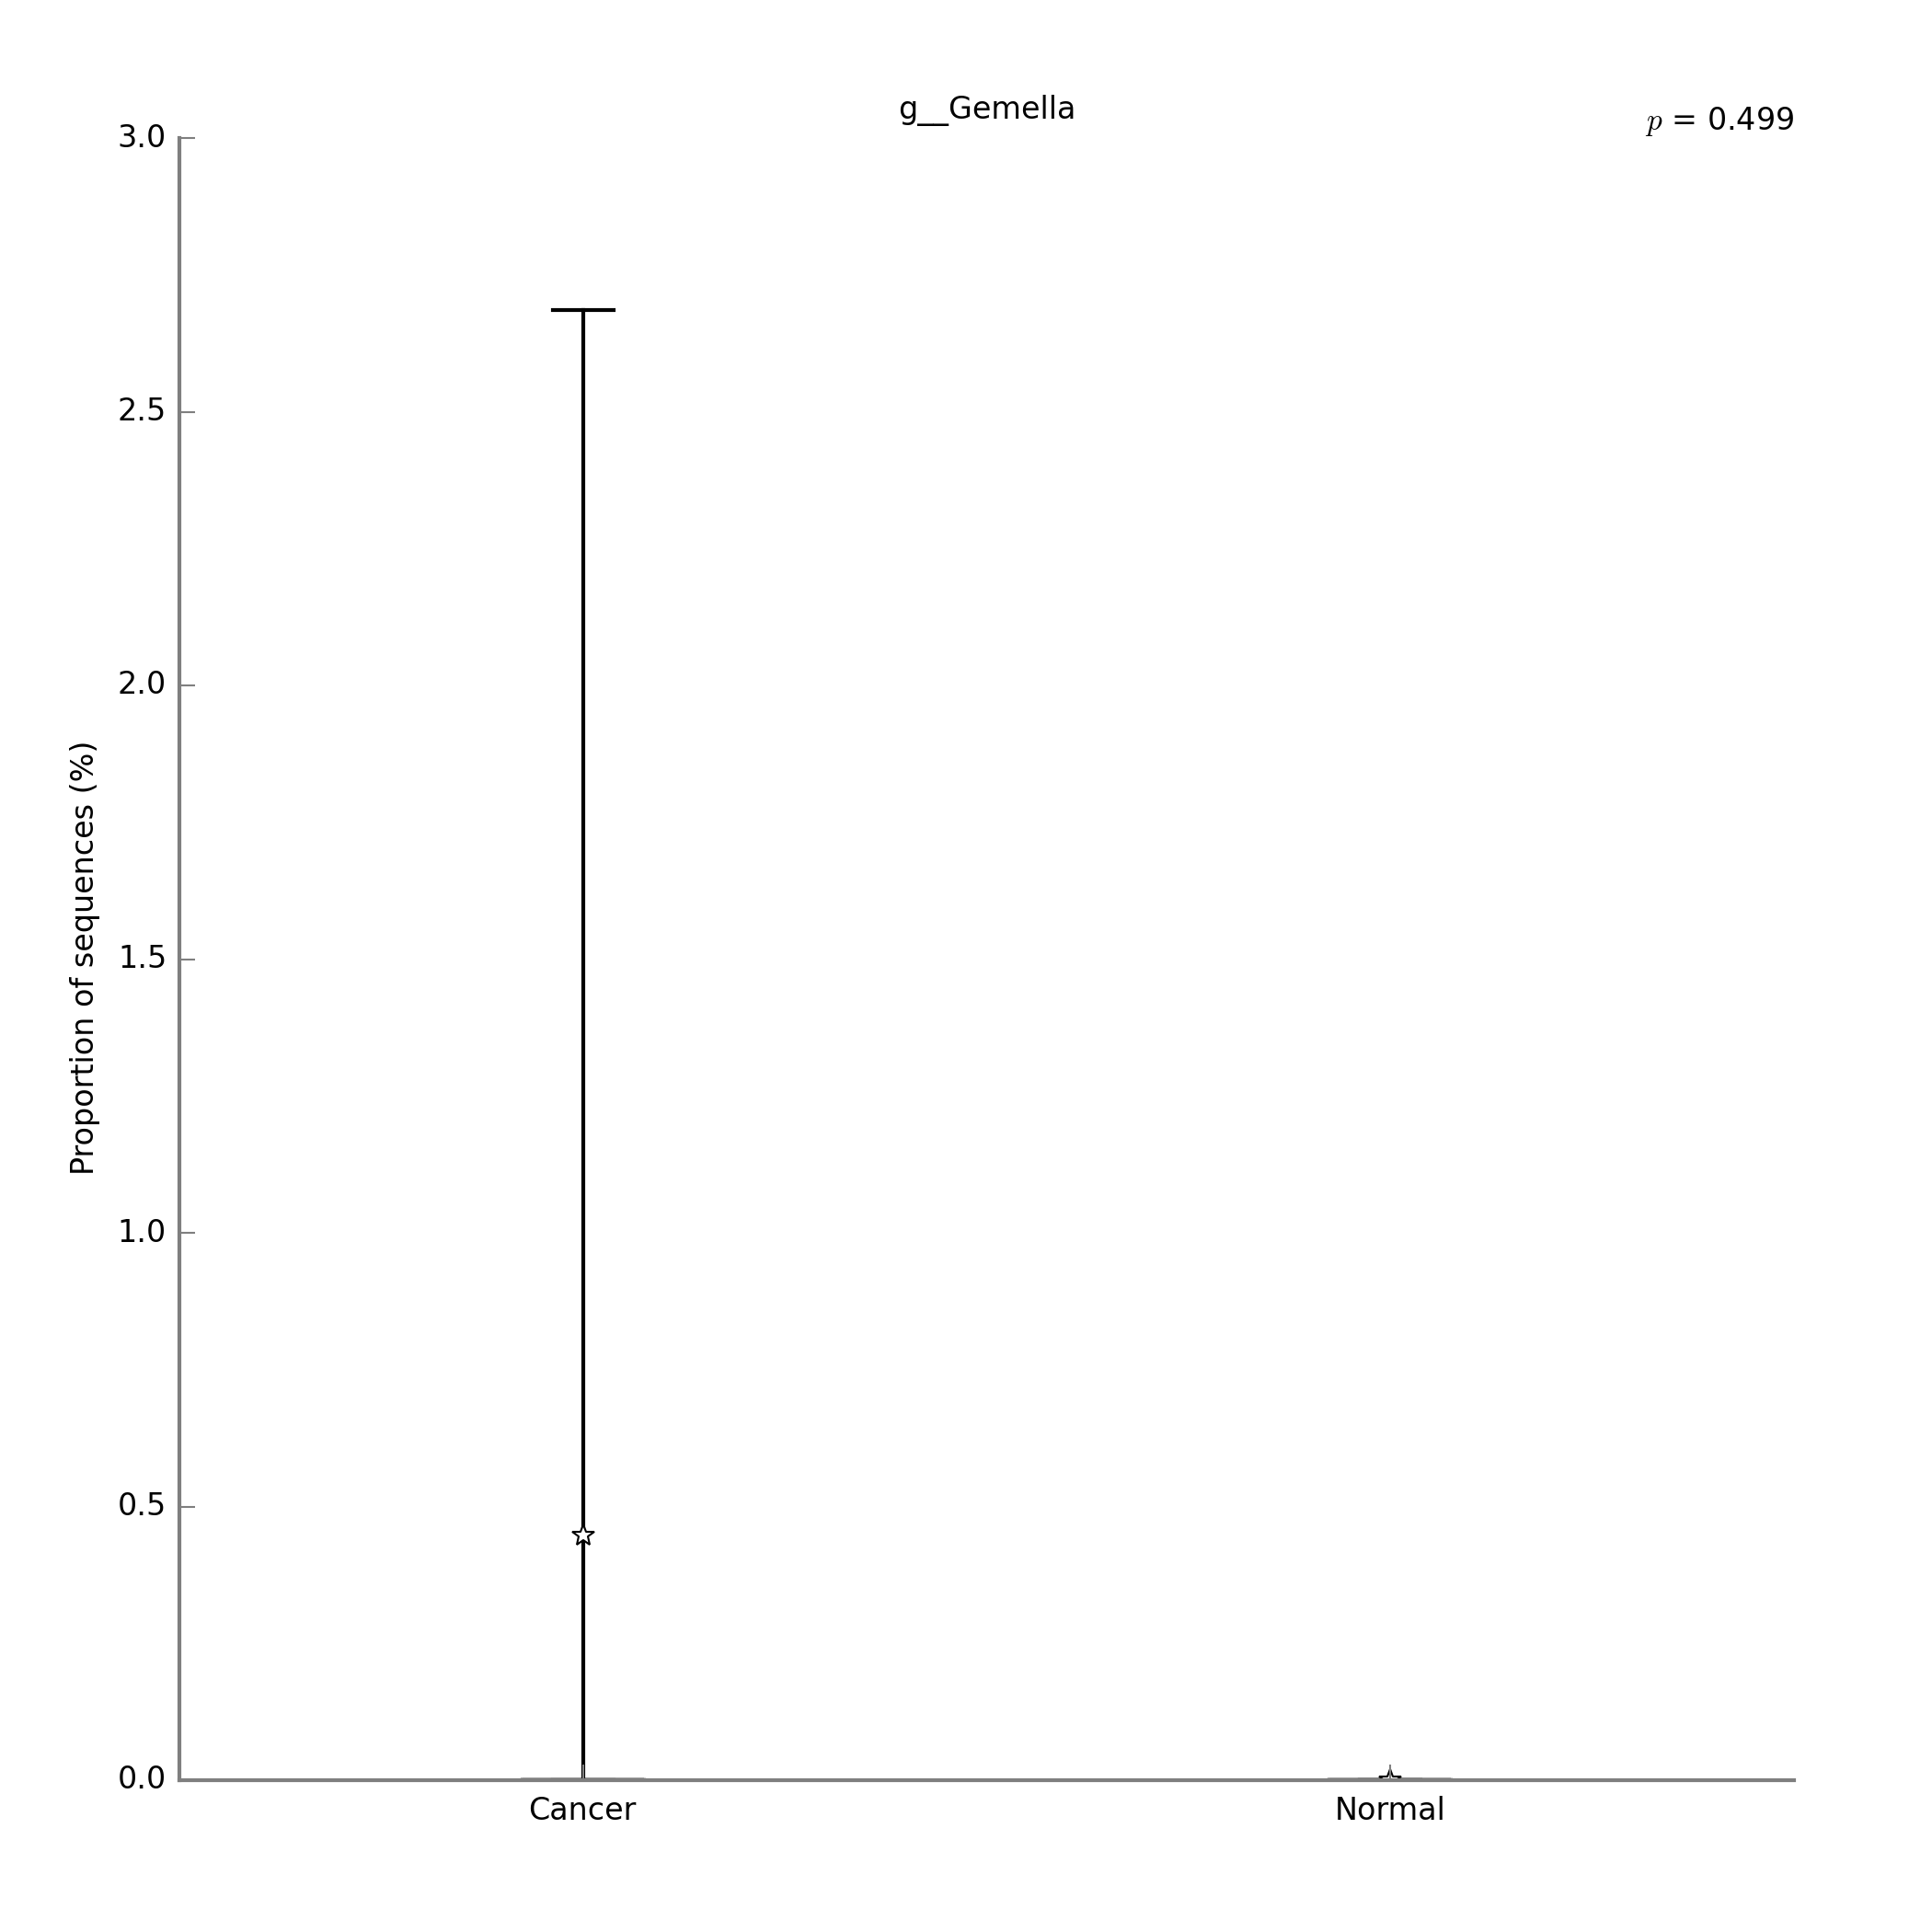 g__Gemella
p = 0.499
3.0
2.5
2.0
1.5
1.0
0.5
0.0
Proportion of sequences (%)
Cancer
Normal